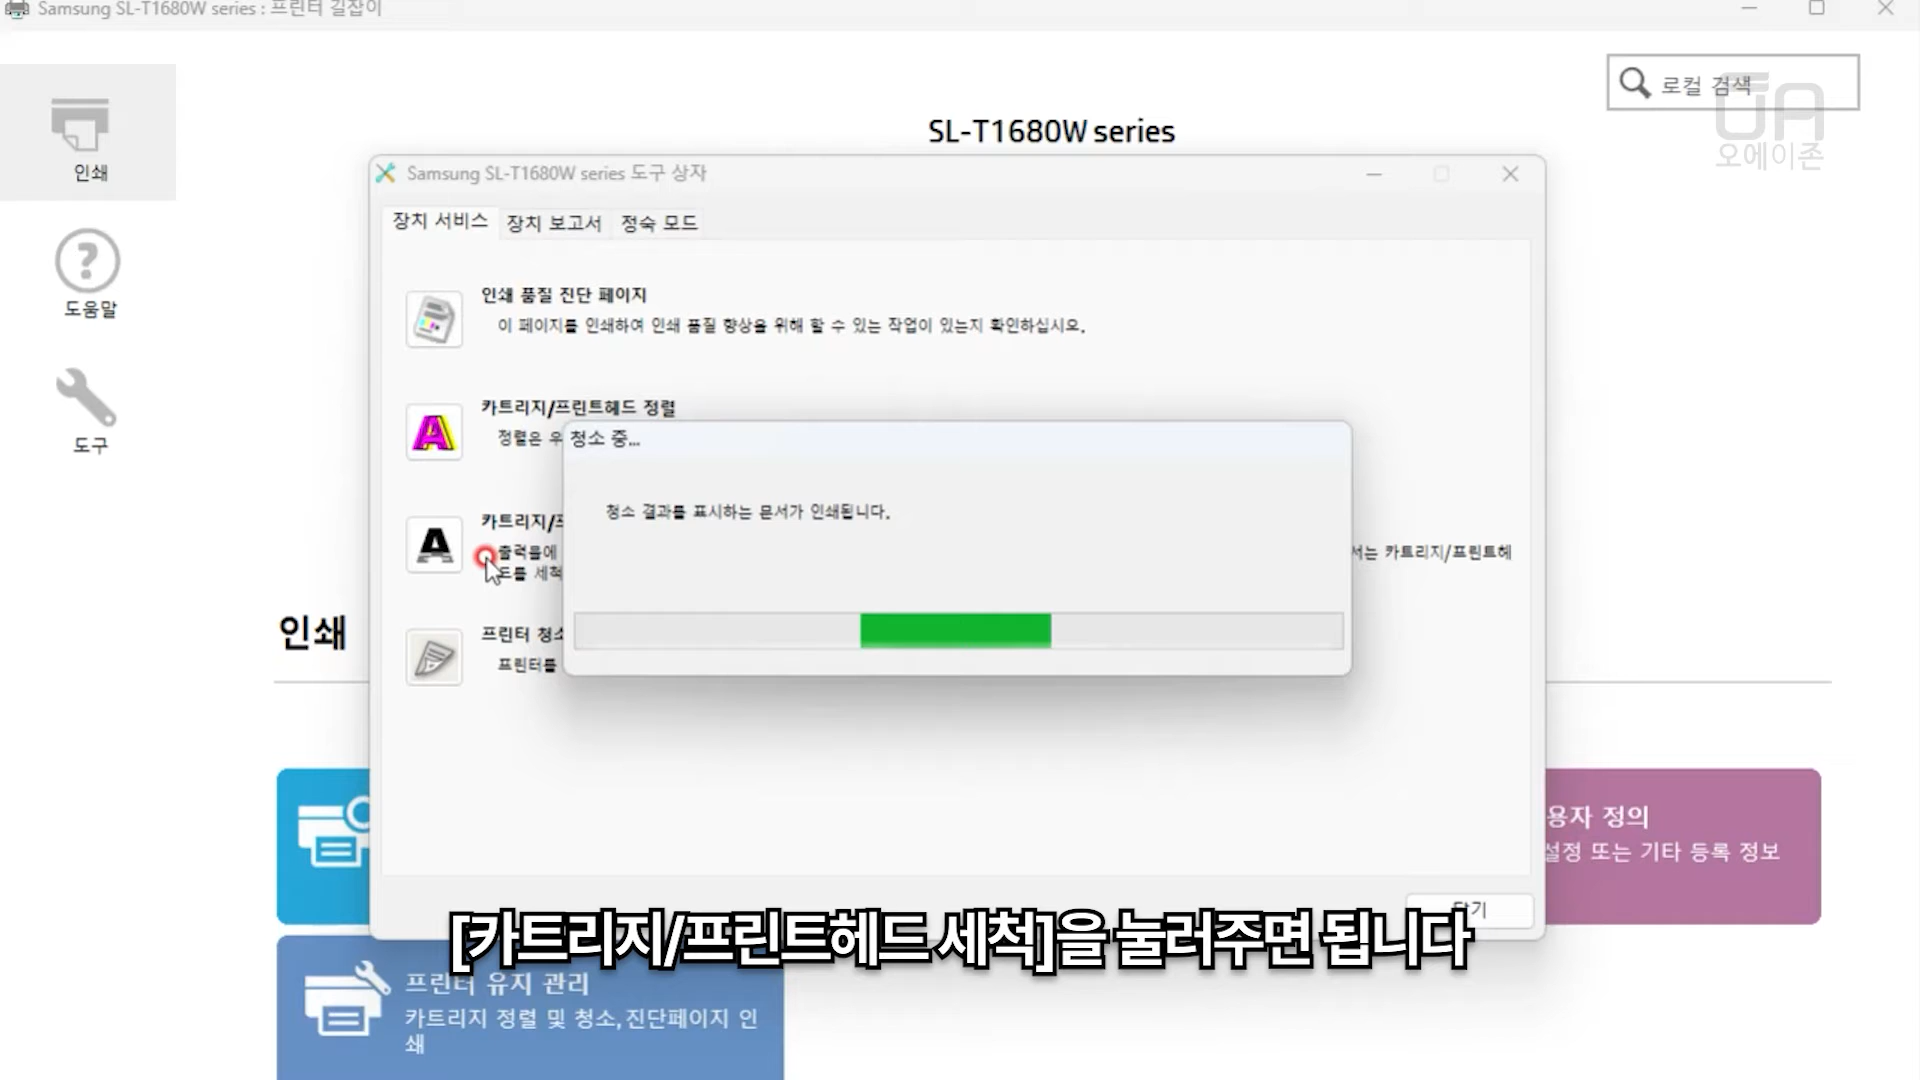 Samsung SL-T1680W series : 프린터 길잡이
로컬 검색
오에이존
인쇄
도움말
도구
SL-T1680W series
Samsung SL-T1680W series 도구 상자
장치 서비스 장치 보고서 정숙 모드
인쇄 품질 진단 페이지
이 페이지를 인쇄하여 인쇄 품질 향상을 위해 할 수 있는 작업이 있는지 확인하십시오.
카트리지/프린트헤드 정렬
정렬은
청소 중...
청소 결과를 표시하는 문서가 인쇄됩니다.
카트리지/
출력물에
서는 카트리지/프린트헤
드를 세척
프린터 청소
프린터를
인쇄
용자 정의
설정 또는 기타 등록 정보
닫기
[카트리지/프린트헤드 세척]을 눌러주면 됩니다
프린터 유지 관리
카트리지 정렬 및 청소, 진단페이지 인
쇄